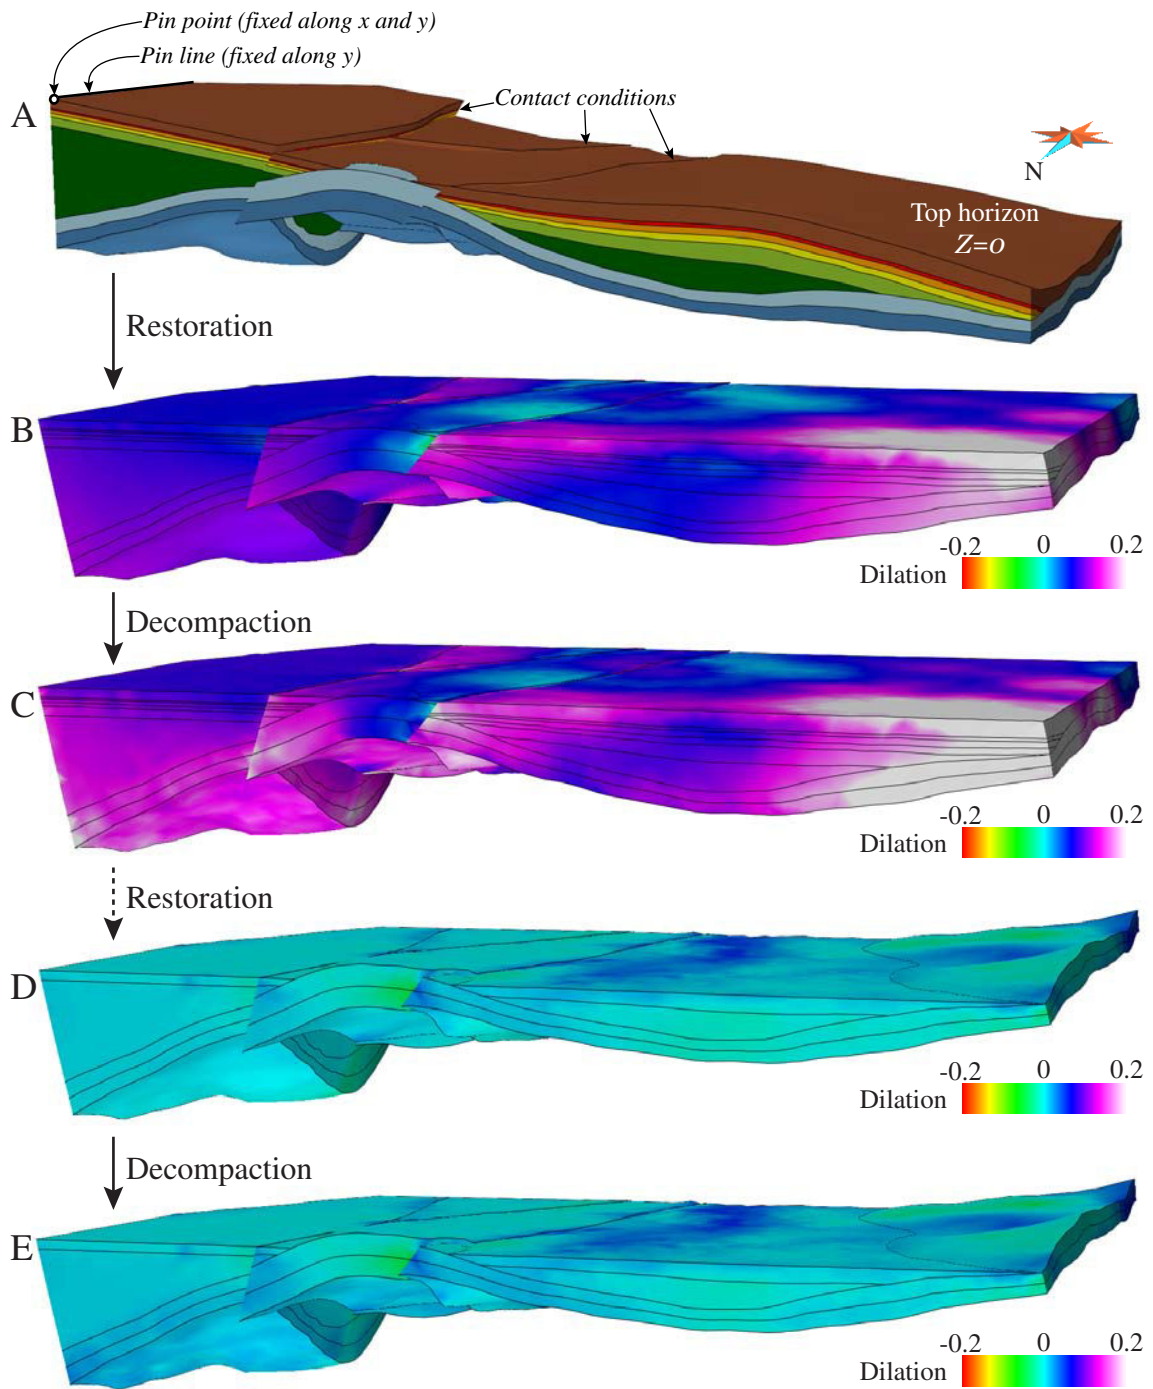 Pin point (fixed along x and y)
Pin line (fixed along y)
A
Contact conditions
N
Top horizon
Z=0
Restoration
B
-0.2 0 0.2
Dilation
Decompaction
C
-0.2 0 0.2
Dilation
Restoration
D
-0.2 0 0.2
Dilation
Decompaction
E
-0.2 0 0.2
Dilation